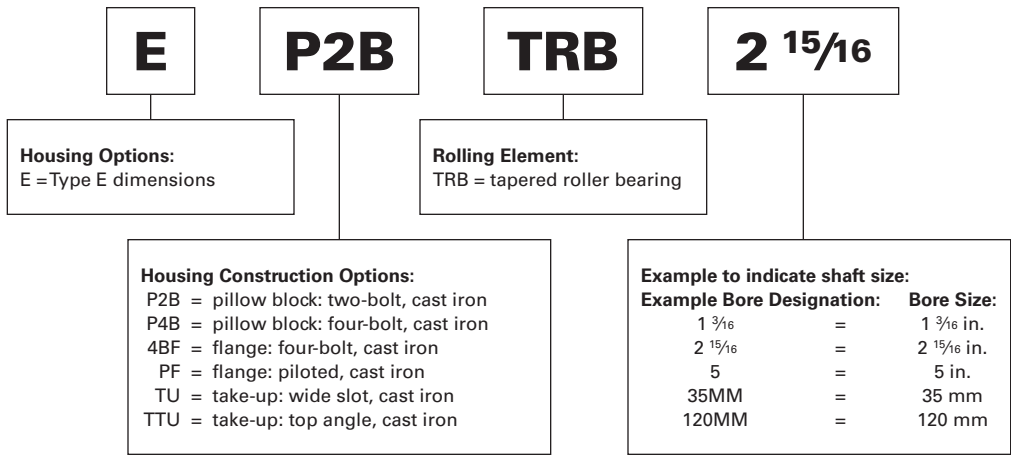 E P2B TRB 2 15/16
Housing Options:
E = Type E dimensions
Rolling Element:
TRB = tapered roller bearing
Housing Construction Options:
P2B = pillow block: two-bolt, cast iron
P4B = pillow block: four-bolt, cast iron
4BF = flange: four-bolt, cast iron
PF = flange: piloted, cast iron
TU = take-up: wide slot, cast iron
TTU = take-up: top angle, cast iron
Example to indicate shaft size:
Example Bore Designation: Bore Size:
1 3/16 = 1 3/16 in.
2 15/16 = 2 15/16 in.
5 = 5 in.
35MM = 35 mm
120MM = 120 mm